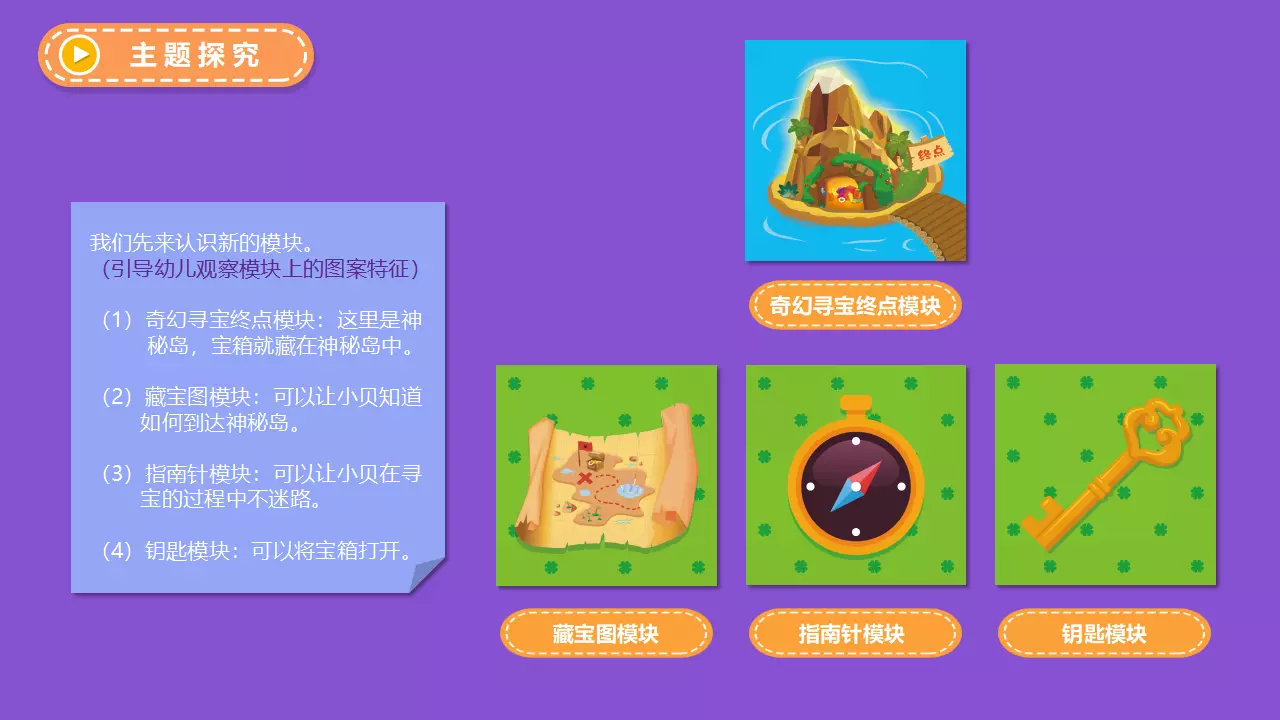 主题探究
我们先来认识新的模块。
（引导幼儿观察模块上的图案特征）
（1）奇幻寻宝终点模块：这里是神
秘岛，宝箱就藏在神秘岛中。
（2）藏宝图模块：可以让小贝知道
如何到达神秘岛。
（3）指南针模块：可以让小贝在寻
宝的过程中不迷路。
（4）钥匙模块：可以将宝箱打开。
终点
奇幻寻宝终点模块
藏宝图模块
指南针模块
钥匙模块